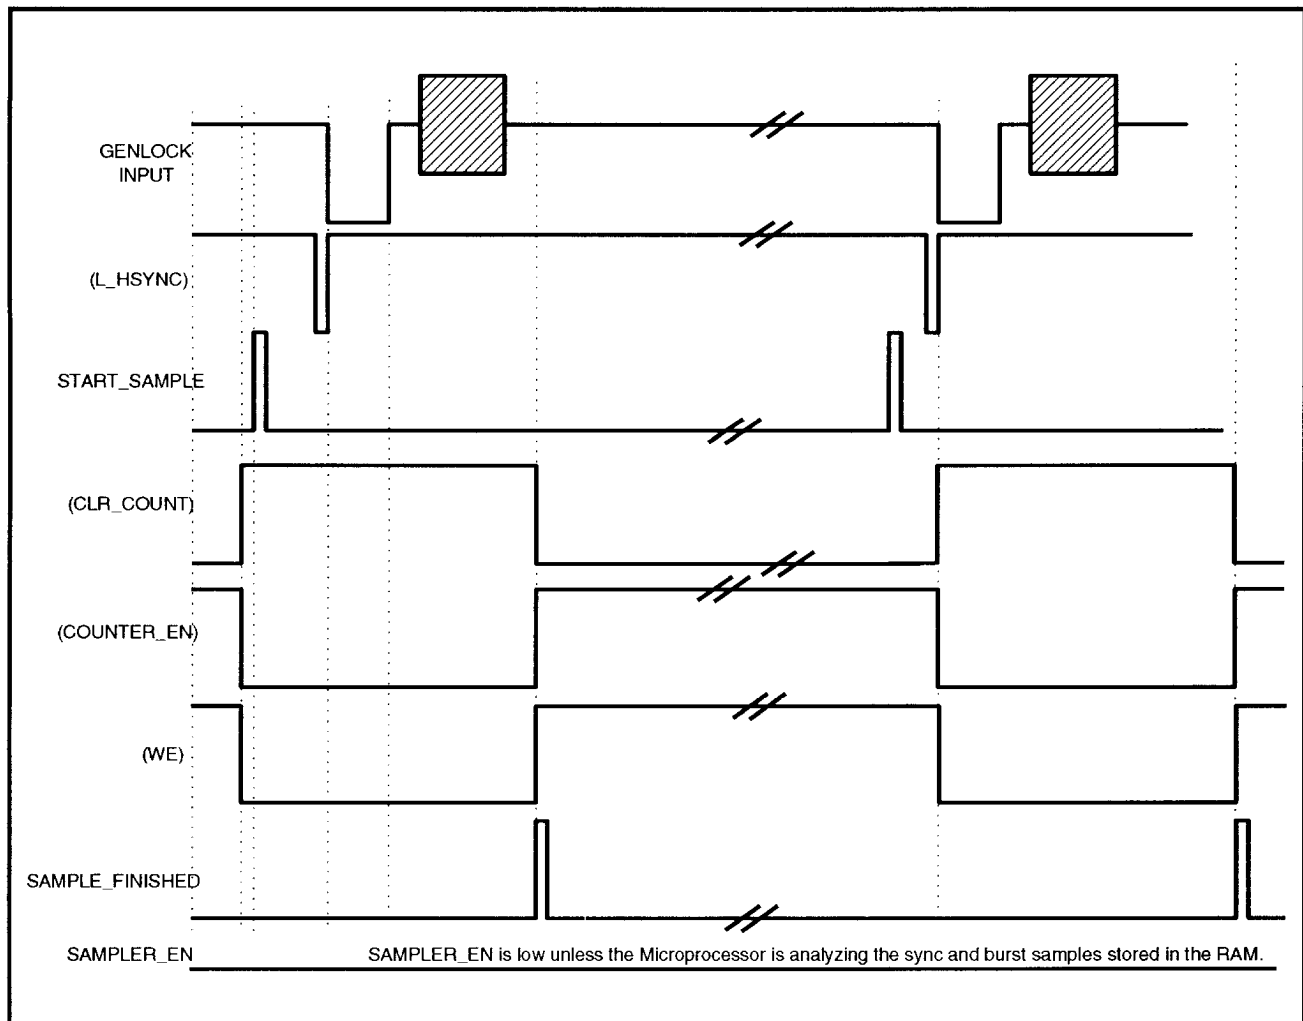 GENLOCK
INPUT
(L_HSYNC)
START_SAMPLE
(CLR_COUNT)
(COUNTER_EN)
(WE)
SAMPLE_FINISHED
SAMPLER_EN SAMPLER_EN is low unless the Microprocessor is analyzing the sync and burst samples stored in the RAM.